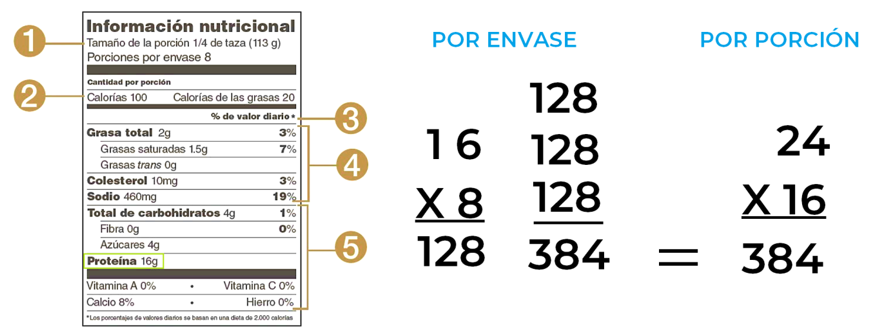 Información nutricional
1 Tamaño de la porción 1/4 de taza (113 g)
Porciones por envase 8
Cantidad por porción
2 Calorías 100 Calorías de las grasas 20
% de valor diario* 3
Grasa total 2g 3%
Grasas saturadas 1.5g 7%
Grasas trans 0g
4
Colesterol 10mg 3%
Sodio 460mg 19%
Total de carbohidratos 4g 1%
Fibra 0g 0%
Azúcares 4g
5
Proteína 16g
Vitamina A 0% • Vitamina C 0%
Calcio 8% • Hierro 0%
*Los porcentajes de valores diarios se basan en una dieta de 2.000 calorías
POR ENVASE
16
X 8
128
128
128
128
384
=
POR PORCIÓN
24
X 16
384